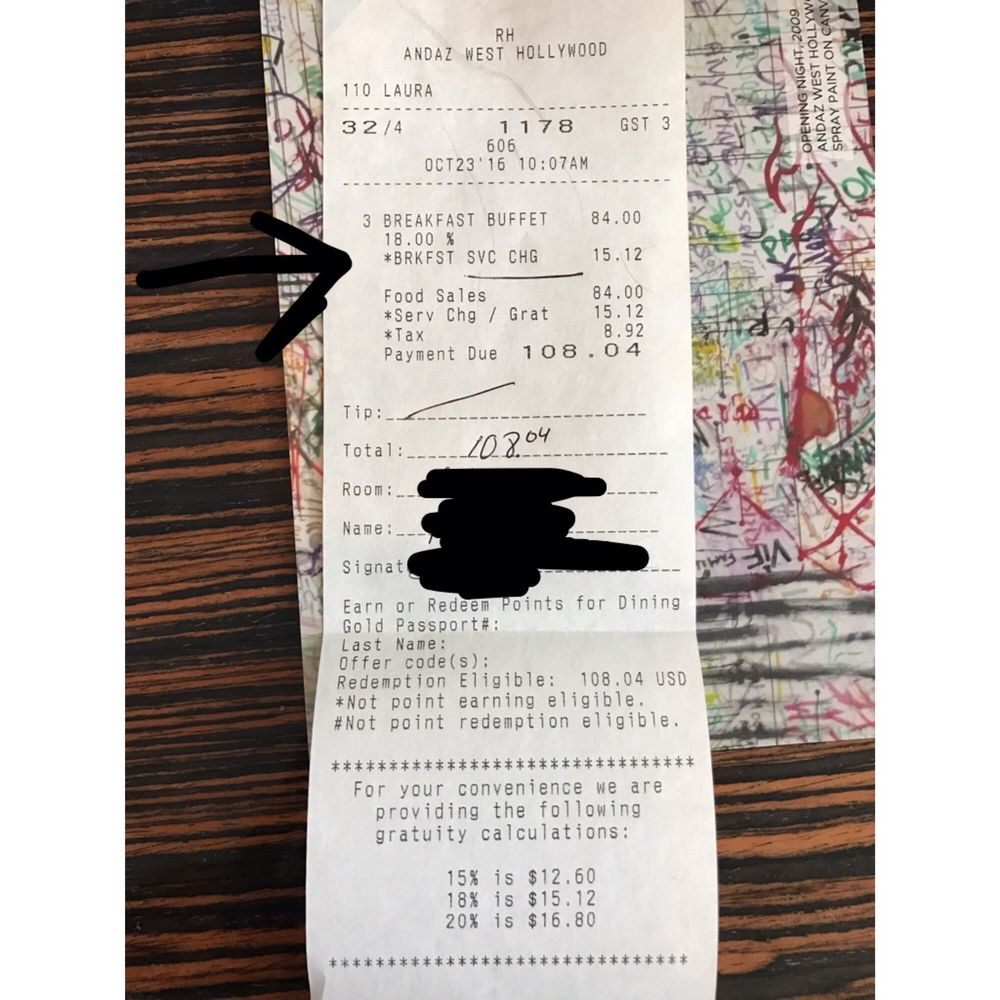 RH
ANDAZ WEST HOLLYWOOD
110 LAURA
32/4 1178 GST 3
606
OCT23'16 10:07AM
3 BREAKFAST BUFFET 84.00
18.00 %
*BRKFST SVC CHG 15.12
Food Sales 84.00
*Serv Chg / Grat 15.12
*Tax 8.92
Payment Due 108.04
Tip:
Total: 108.04
Room:
Name:
Signat
Earn or Redeem Points for Dining
Gold Passport#:
Last Name:
Offer code(s):
Redemption Eligible: 108.04 USD
*Not point earning eligible.
#Not point redemption eligible.
*******************************
For your convenience we are
providing the following
gratuity calculations:
15% is $12.60
18% is $15.12
20% is $16.80
*******************************
OPENING NIGHT, 2009
ANDAZ WEST HOLLYW
SPRAY PAINT ON CANV